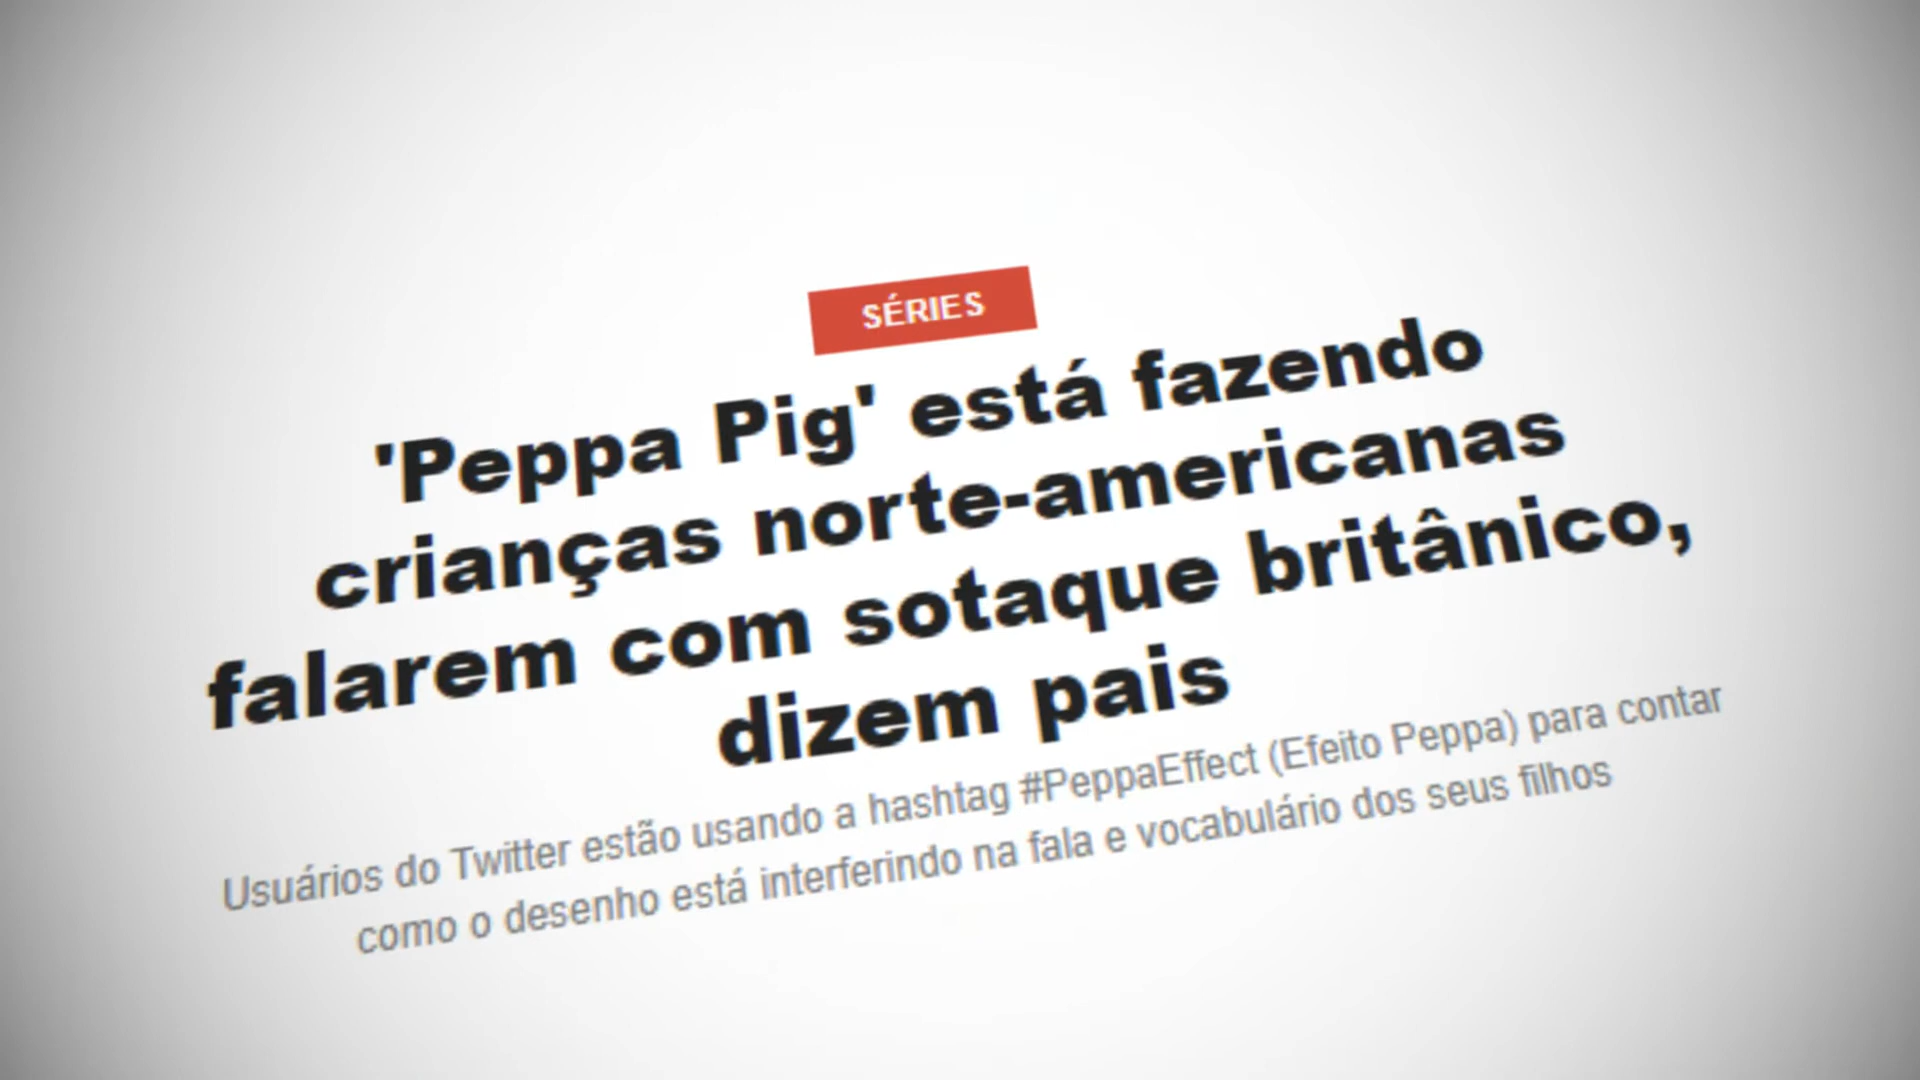 SÉRIES
'Peppa Pig' está fazendo
crianças norte-americanas
falarem com sotaque britânico,
dizem pais
Usuários do Twitter estão usando a hashtag #PeppaEffect (Efeito Peppa) para contar
como o desenho está interferindo na fala e vocabulário dos seus filhos